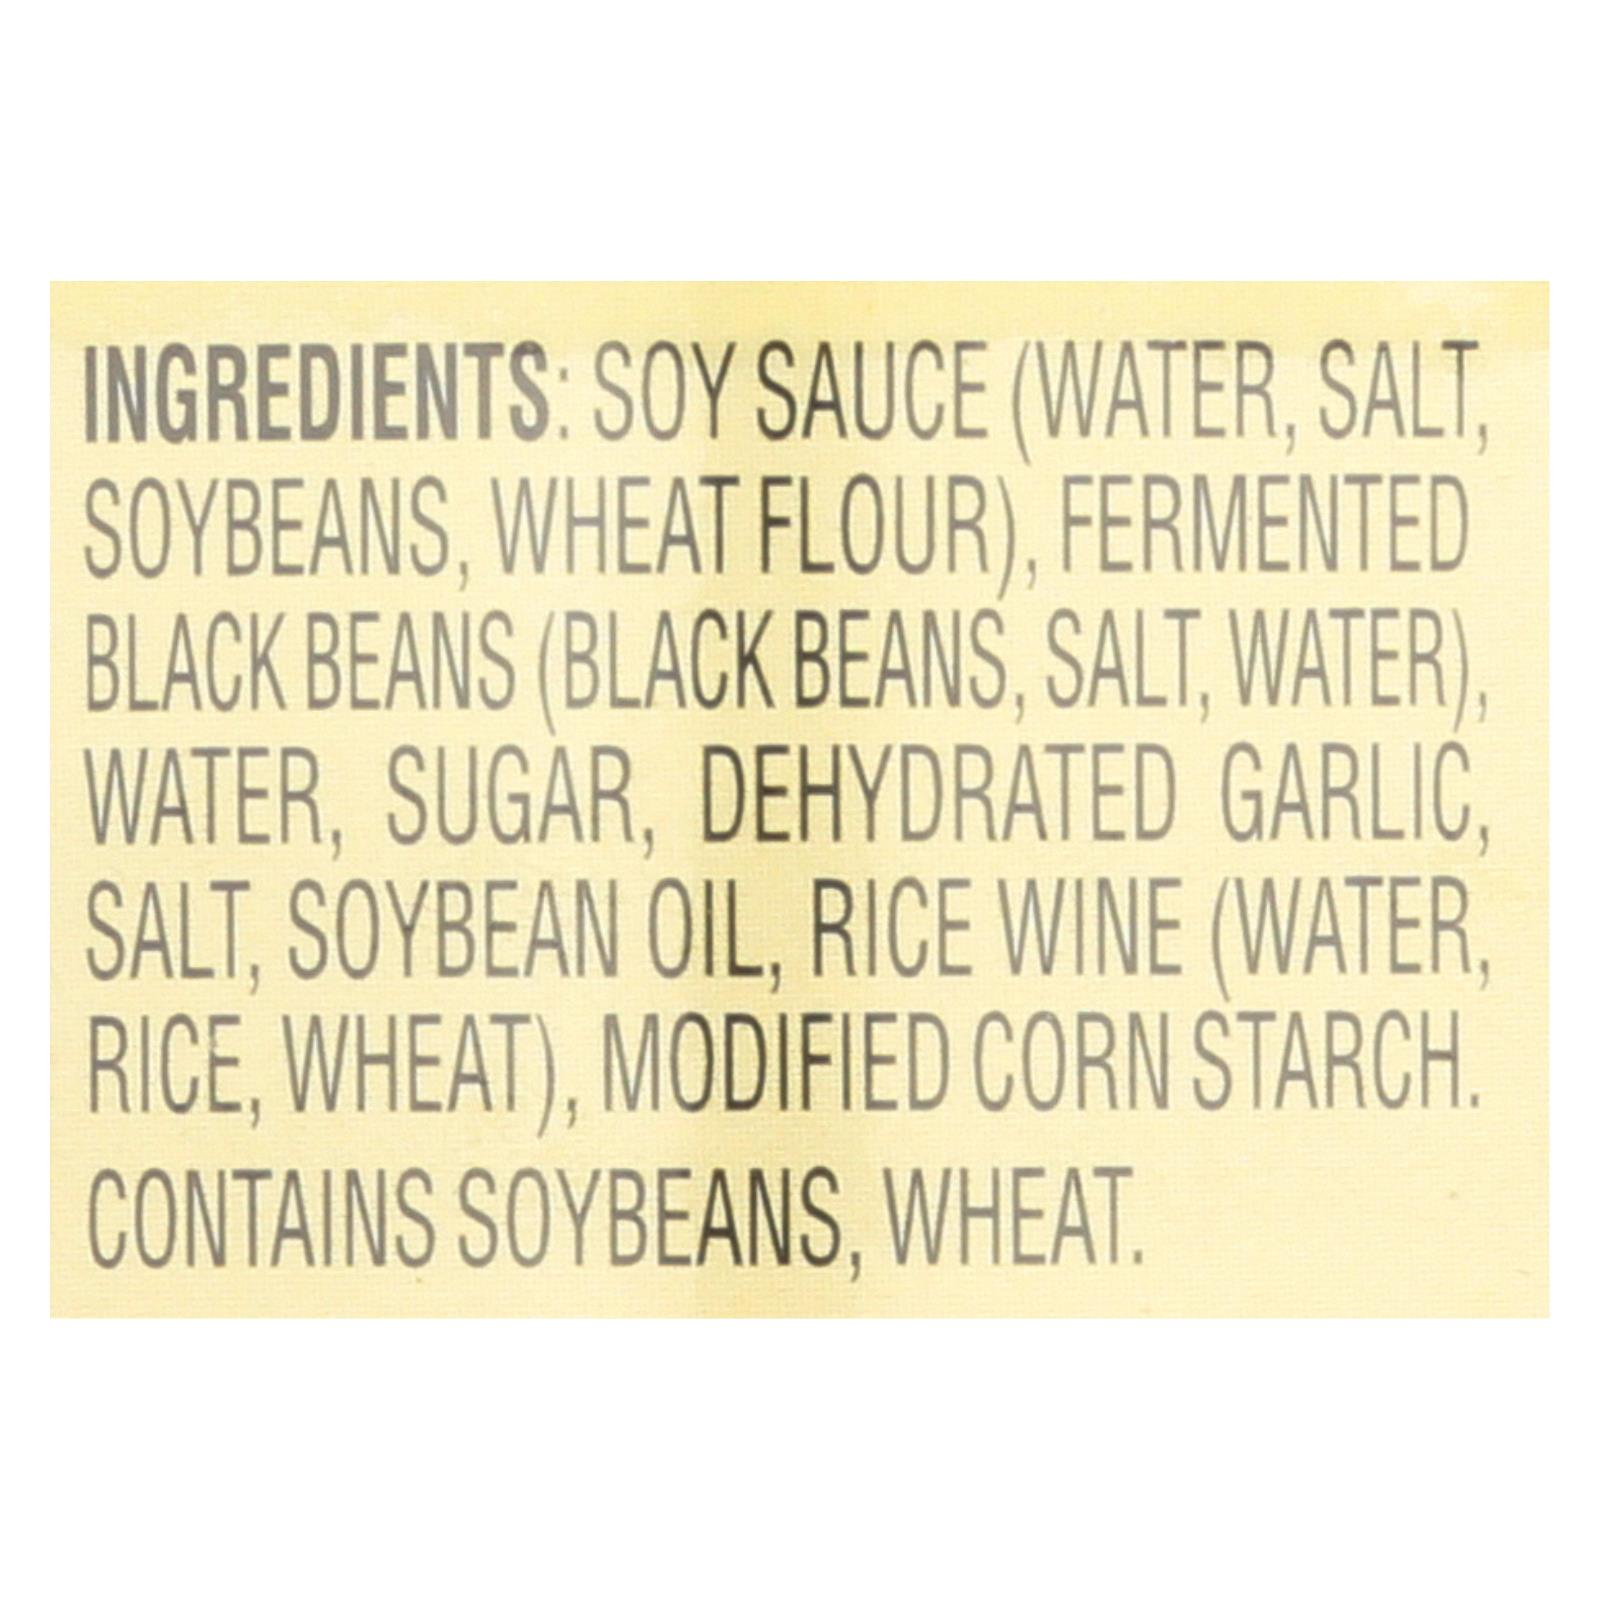 INGREDIENTS: SOY SAUCE (WATER, SALT,
SOYBEANS, WHEAT FLOUR), FERMENTED
BLACK BEANS (BLACK BEANS, SALT, WATER),
WATER, SUGAR, DEHYDRATED GARLIC,
SALT, SOYBEAN OIL, RICE WINE (WATER,
RICE, WHEAT), MODIFIED CORN STARCH.
CONTAINS SOYBEANS, WHEAT.